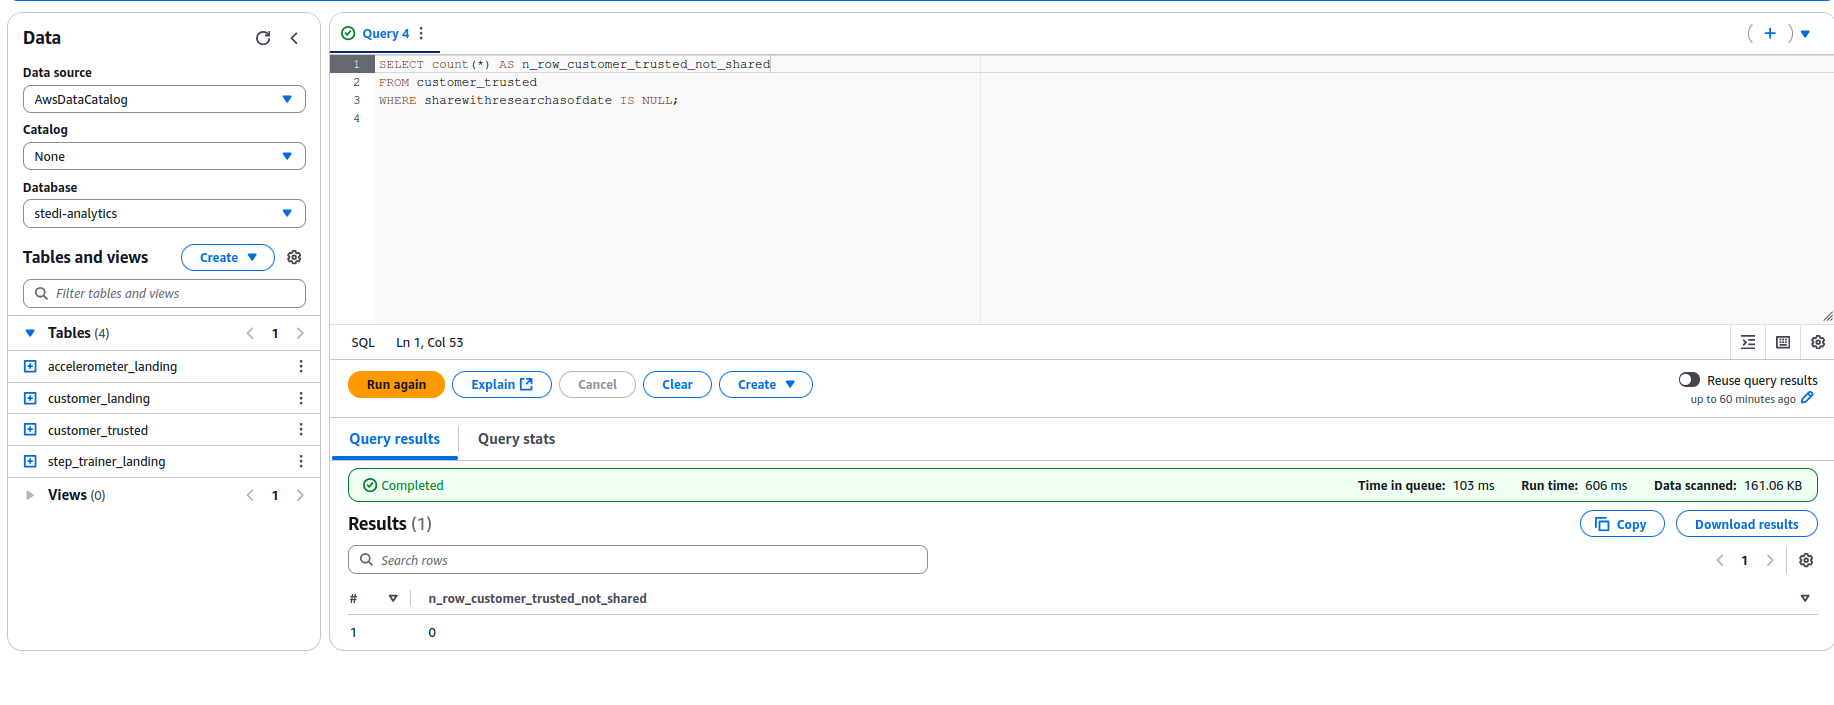 Data
Data source
AwsDataCatalog
Catalog
None
Database
stedi-analytics
Tables and views
Create
Filter tables and views
Tables (4)
1
accelerometer_landing
customer_landing
customer_trusted
step_trainer_landing
Views (0)
1
Query 4
1 SELECT count(*) AS n_row_customer_trusted_not_shared
2 FROM customer_trusted
3 WHERE sharewithresearchasofdate IS NULL;
4
SQL Ln 1, Col 53
Run again Explain Cancel Clear Create
Reuse query results
up to 60 minutes ago
Query results Query stats
Completed Time in queue: 103 ms Run time: 606 ms Data scanned: 161.06 KB
Results (1) Copy Download results
Search rows
1
# n_row_customer_trusted_not_shared
1 0